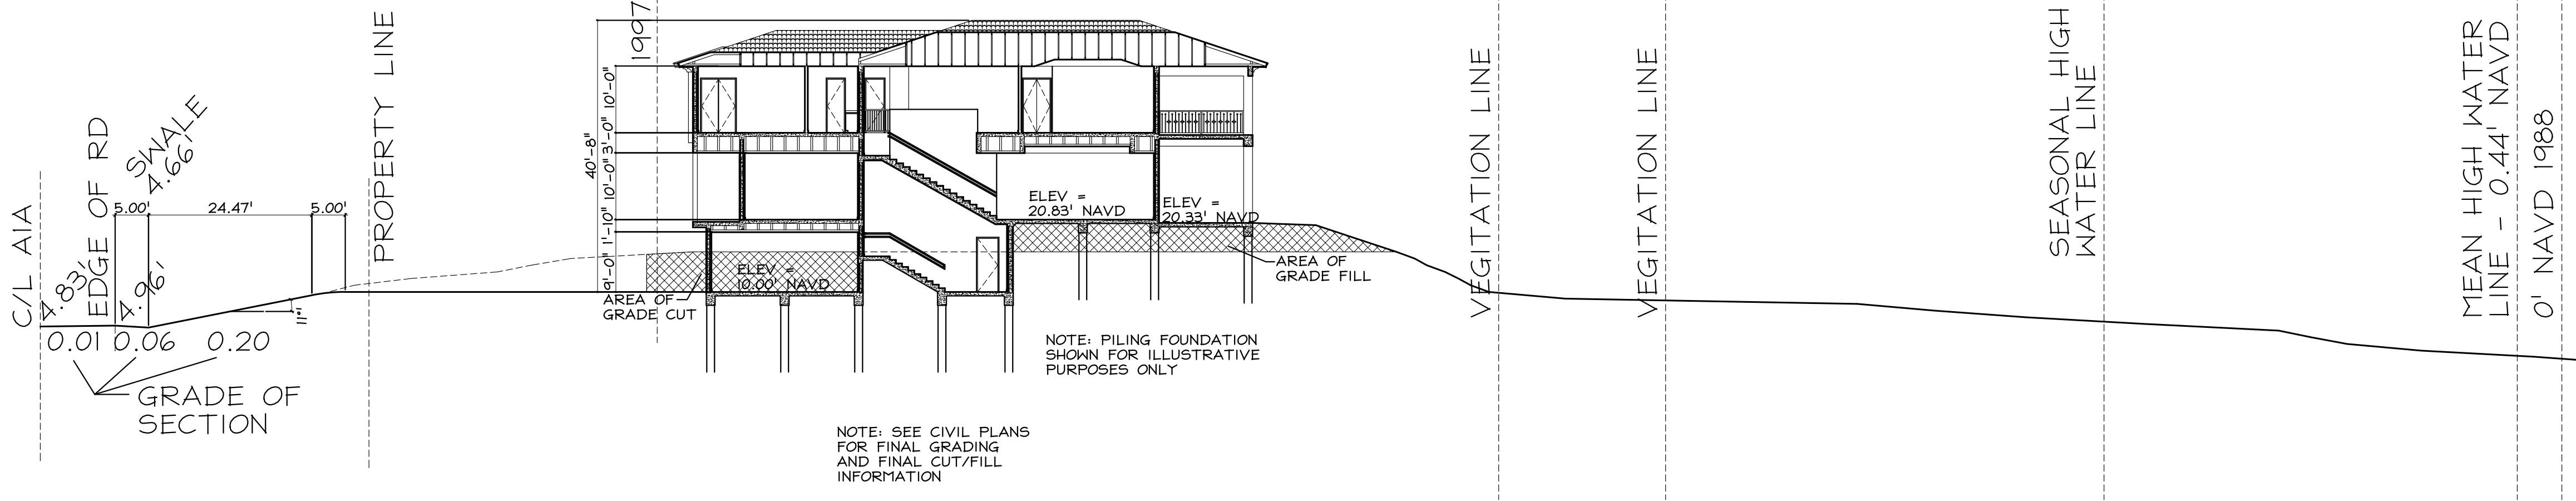 C/L A1A
4.83'
EDGE OF RD
4.96'
SWALE
4.66'
5.00'
24.47'
5.00'
11°
0.01
0.06
0.20
GRADE OF
SECTION
PROPERTY LINE
1997
40'-8"
10'-0"
3'-0"
10'-0"
1'-10"
9'-0"
AREA OF
GRADE CUT
ELEV =
10.00' NAVD
ELEV =
20.83' NAVD
ELEV =
20.33' NAVD
AREA OF
GRADE FILL
NOTE: PILING FOUNDATION
SHOWN FOR ILLUSTRATIVE
PURPOSES ONLY
NOTE: SEE CIVIL PLANS
FOR FINAL GRADING
AND FINAL CUT/FILL
INFORMATION
VEGITATION LINE
VEGITATION LINE
SEASONAL HIGH
WATER LINE
MEAN HIGH WATER
LINE - 0.44' NAVD
0' NAVD 1988